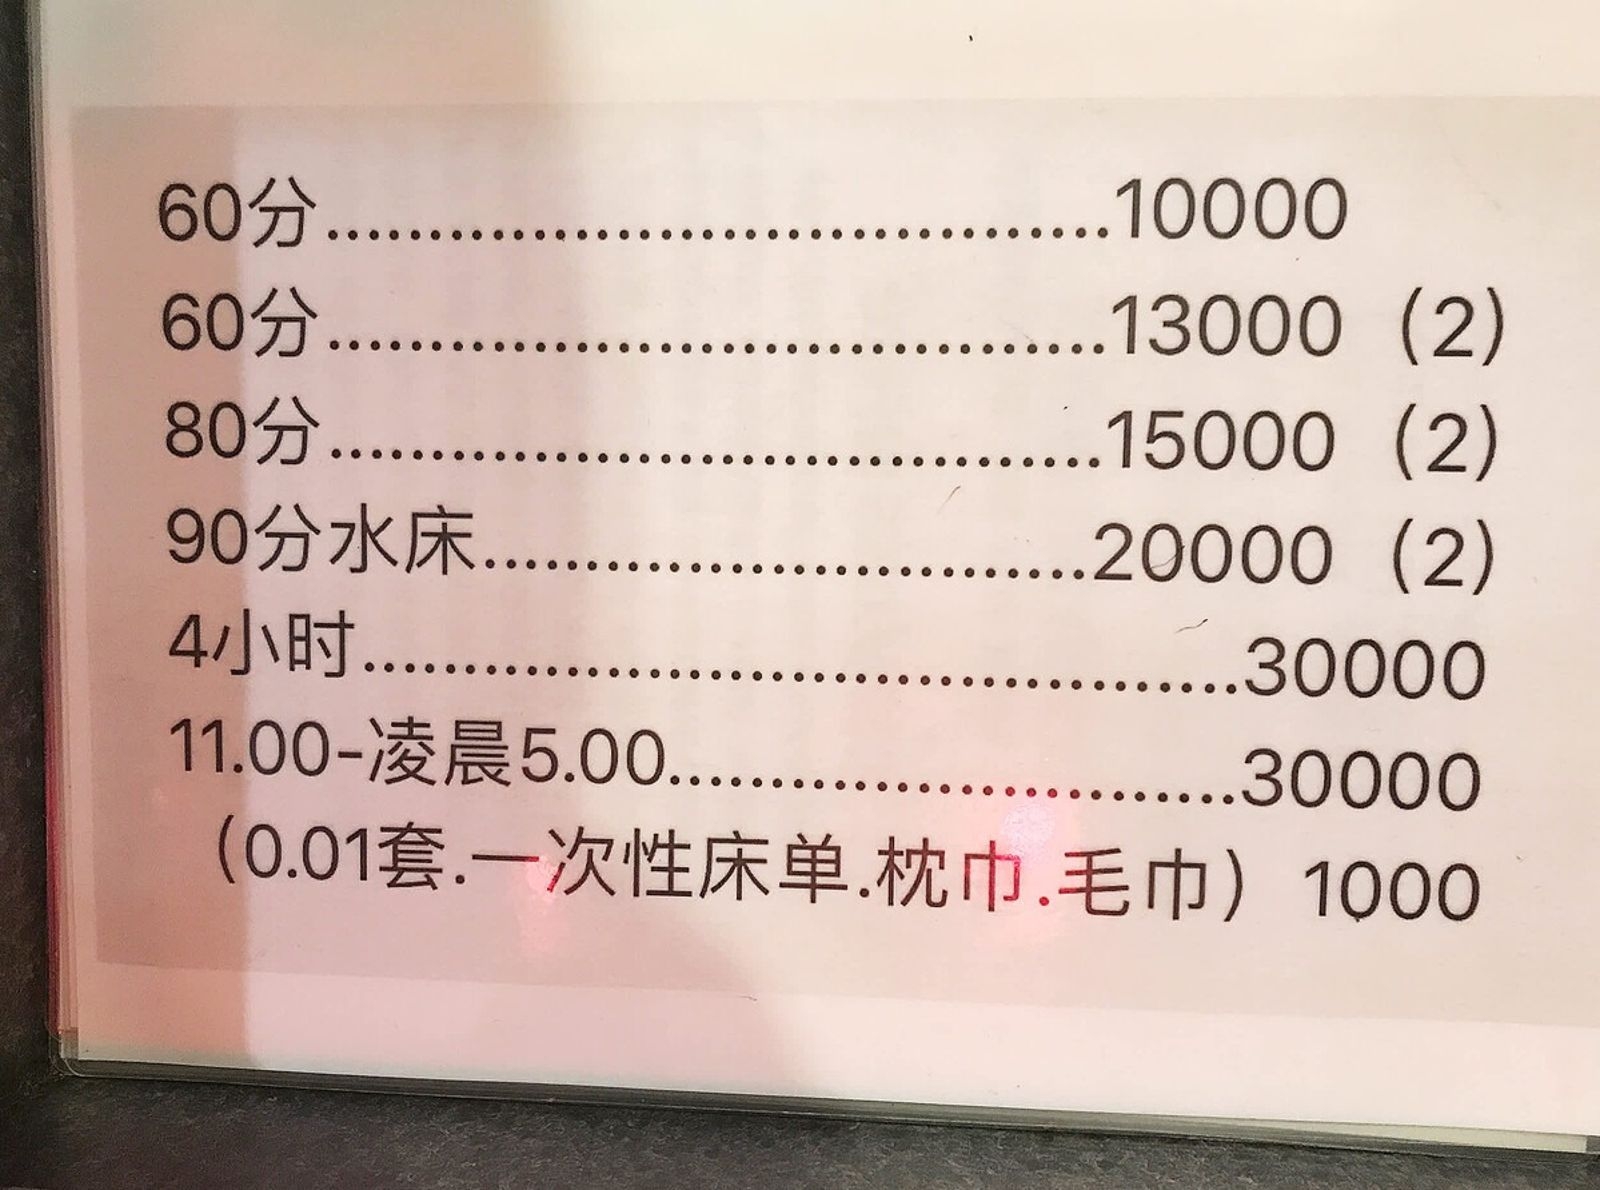 60分......................................10000
60分......................................13000（2）
80分......................................15000（2）
90分水床..............................20000（2）
4小时...........................................30000
11.00-凌晨5.00............................30000
（0.01套.一次性床单.枕巾.毛巾）1000